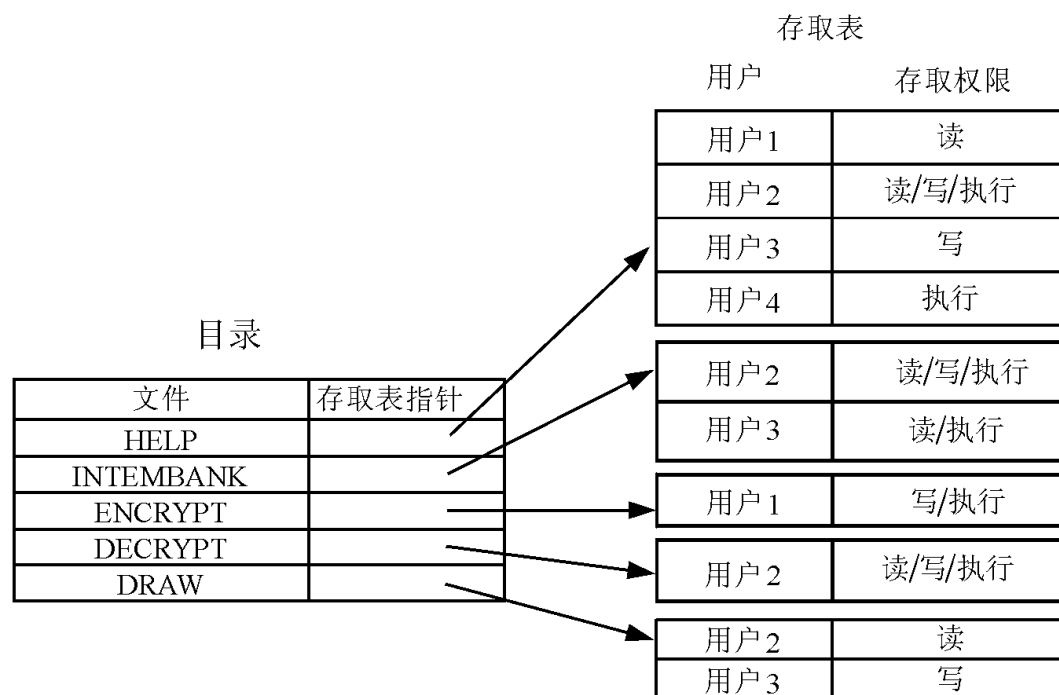 存取表
用户 存取权限
用户1 读
用户2 读/写/执行
用户3 写
用户4 执行
目录
文件 存取表指针
HELP
INTEMBANK
ENCRYPT
DECRYPT
DRAW
用户2 读/写/执行
用户3 读/执行
用户1 写/执行
用户2 读/写/执行
用户2 读
用户3 写